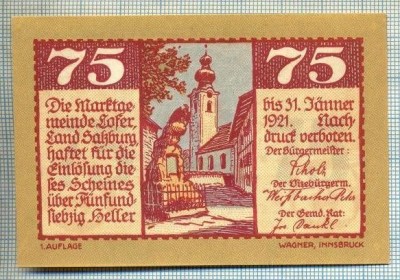 75 75
Die Marktge-
meinde Lofer,
Land Salzburg,
haftet für die
Einlösung die-
ses Scheines
über Fünfund-
siebzig Heller
bis 31. Jänner
1921. Nach-
druck verboten.
Der Bürgermeister:
Der Vizebürgerm.
Der Gemd. Rat:
1. AUFLAGE
WAGNER, INNSBRUCK